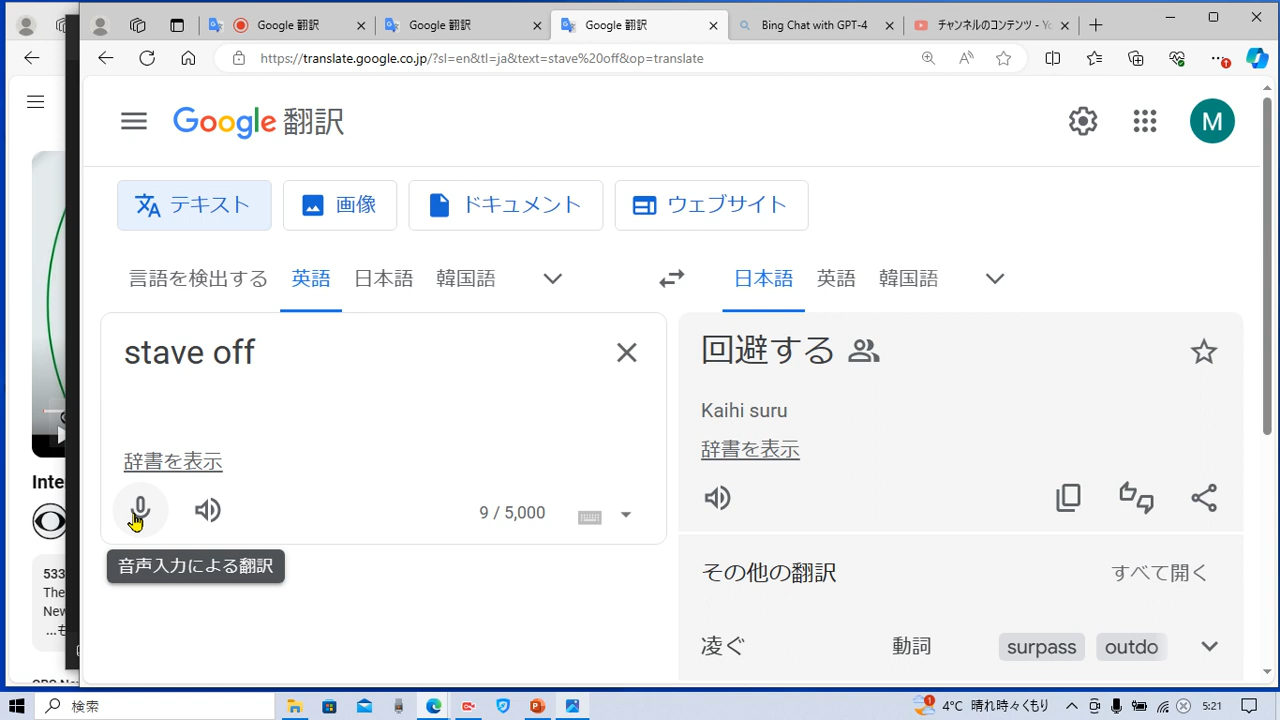 Google 翻訳
Google 翻訳
Google 翻訳
Bing Chat with GPT-4
チャンネルのコンテンツ - Yo
https://translate.google.co.jp/?sl=en&tl=ja&text=stave%20off&op=translate
Google 翻訳
M
テキスト
画像
ドキュメント
ウェブサイト
言語を検出する
英語
日本語
韓国語
日本語
英語
韓国語
stave off
回避する
Kaihi suru
辞書を表示
辞書を表示
9 / 5,000
音声入力による翻訳
その他の翻訳
すべて開く
凌ぐ
動詞
surpass
outdo
Inte
533
The
New
検索
1
4°C 晴れ時々くもり
5:21